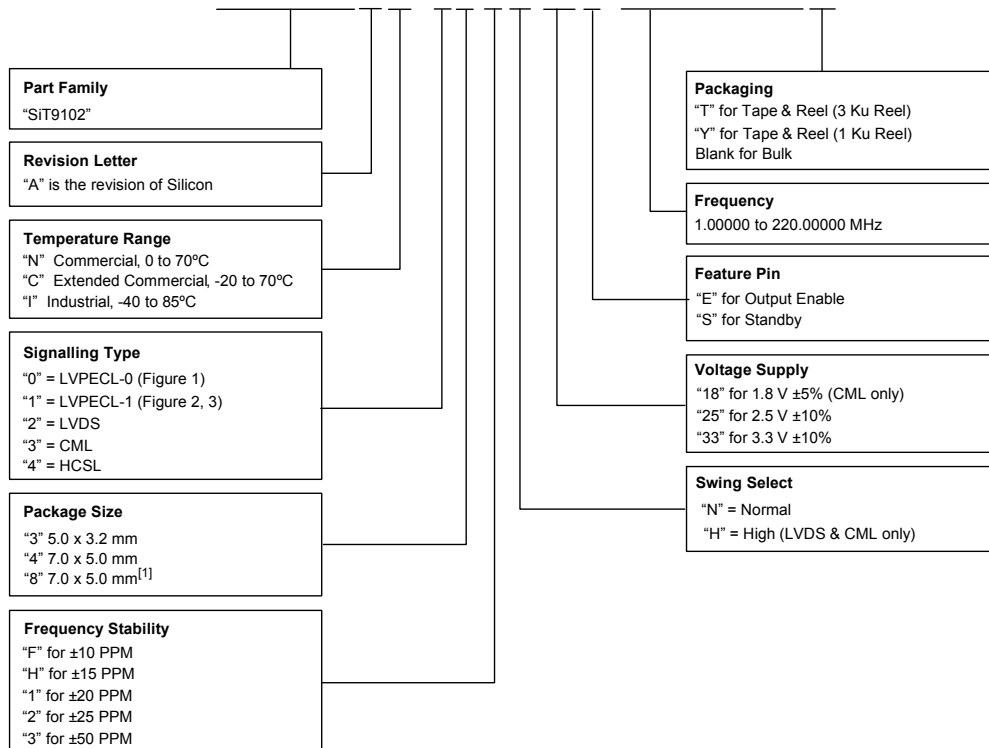 Part Family
“SiT9102”
Revision Letter
“A” is the revision of Silicon
Temperature Range
“N” Commercial, 0 to 70ºC
“C” Extended Commercial, -20 to 70ºC
“I” Industrial, -40 to 85ºC
Signalling Type
“0” = LVPECL-0 (Figure 1)
“1” = LVPECL-1 (Figure 2, 3)
“2” = LVDS
“3” = CML
“4” = HCSL
Package Size
“3” 5.0 x 3.2 mm
“4” 7.0 x 5.0 mm
“8” 7.0 x 5.0 mm[1]
Frequency Stability
“F” for ±10 PPM
“H” for ±15 PPM
“1” for ±20 PPM
“2” for ±25 PPM
“3” for ±50 PPM
Packaging
“T” for Tape & Reel (3 Ku Reel)
“Y” for Tape & Reel (1 Ku Reel)
Blank for Bulk
Frequency
1.00000 to 220.00000 MHz
Feature Pin
“E” for Output Enable
“S” for Standby
Voltage Supply
“18” for 1.8 V ±5% (CML only)
“25” for 2.5 V ±10%
“33” for 3.3 V ±10%
Swing Select
“N” = Normal
“H” = High (LVDS & CML only)